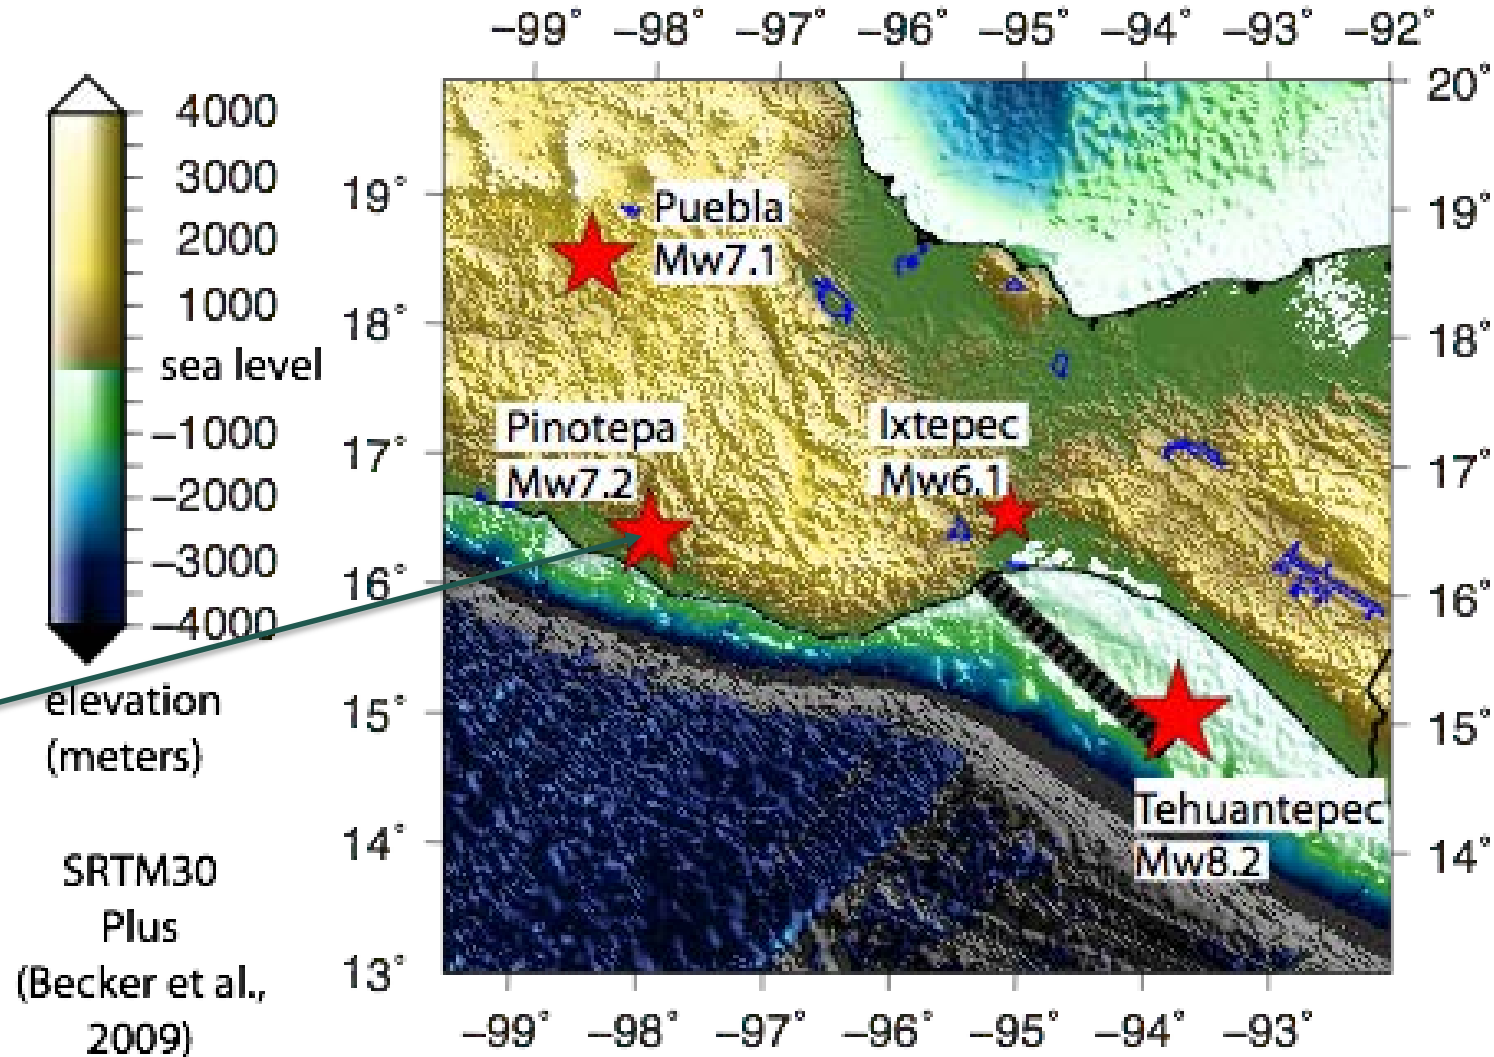 −99° −98° −97° −96° −95° −94° −93° −92°
4000
3000
2000
1000
sea level
−1000
−2000
−3000
−4000
elevation
(meters)
SRTM30
Plus
(Becker et al.,
2009)
19°
18°
17°
16°
15°
14°
13°
Puebla
Mw7.1
Pinotepa
Mw7.2
Ixtepec
Mw6.1
Tehuantepec
Mw8.2
20°
19°
18°
17°
16°
15°
14°
−99° −98° −97° −96° −95° −94° −93°